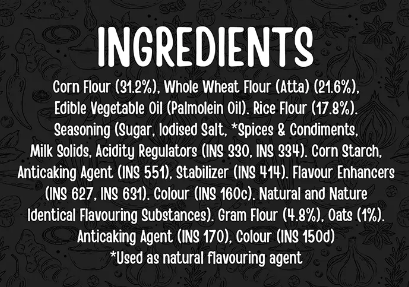 INGREDIENTS
Corn Flour (31.2%), Whole Wheat Flour (Atta) (21.6%),
Edible Vegetable Oil (Palmolein Oil). Rice Flour (17.8%).
Seasoning (Sugar, Iodised Salt, *Spices & Condiments,
Milk Solids, Acidity Regulators (INS 330, INS 334). Corn Starch,
Anticaking Agent (INS 551), Stabilizer (INS 414). Flavour Enhancers
(INS 627, INS 631). Colour (INS 160c). Natural and Nature
Identical Flavouring Substances). Gram Flour (4.8%), Oats (1%).
Anticaking Agent (INS 170), Colour (INS 150d)
*Used as natural flavouring agent